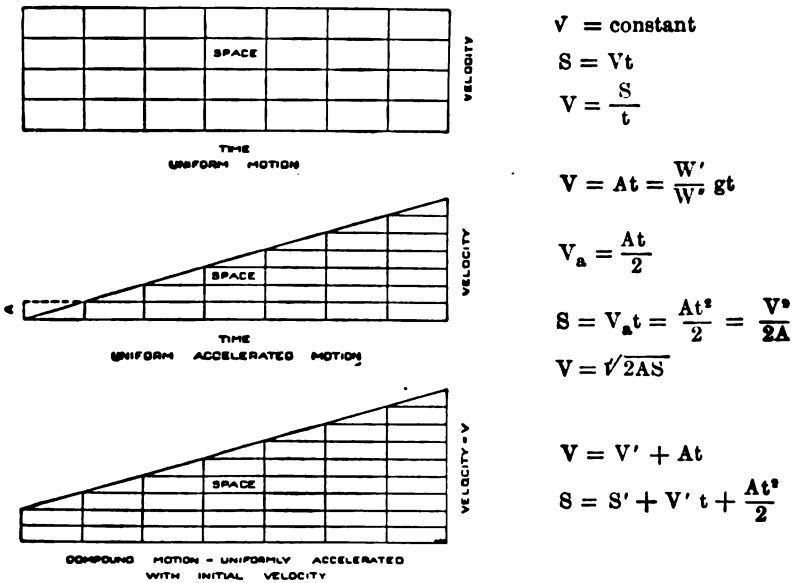 V = constant
SPACE
VELOCITY
S = Vt
V = S/t
TIME
UNIFORM MOTION
V = At = W'/W" gt
SPACE
VELOCITY
A
Vₐ = At/2
TIME
UNIFORM ACCELERATED MOTION
S = Vₐt = At²/2 = V²/2A
V = √2AS
SPACE
VELOCITY = V
V = V' + At
S = S' + V' t + At²/2
COMPOUND MOTION - UNIFORMLY ACCELERATED
WITH INITIAL VELOCITY